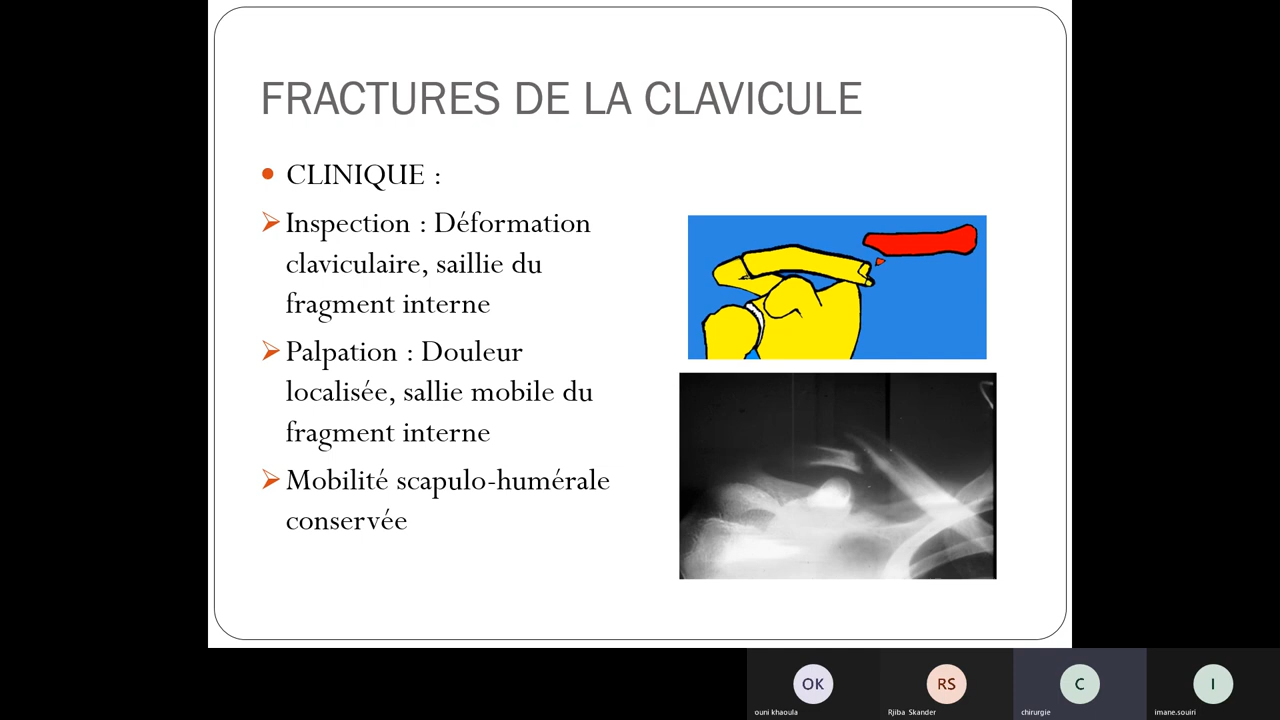 FRACTURES DE LA CLAVICULE
CLINIQUE :
Inspection : Déformation
claviculaire, saillie du
fragment interne
Palpation : Douleur
localisée, sallie mobile du
fragment interne
Mobilité scapulo-humérale
conservée
OK
RS
C
I
ouni khaoula
Rjiba Skander
chirurgie
imane.souiri